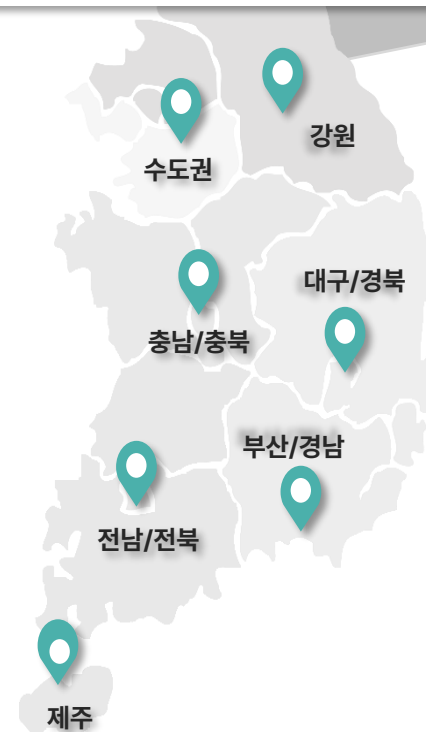 강원
수도권
대구/경북
충남/충북
부산/경남
전남/전북
제주